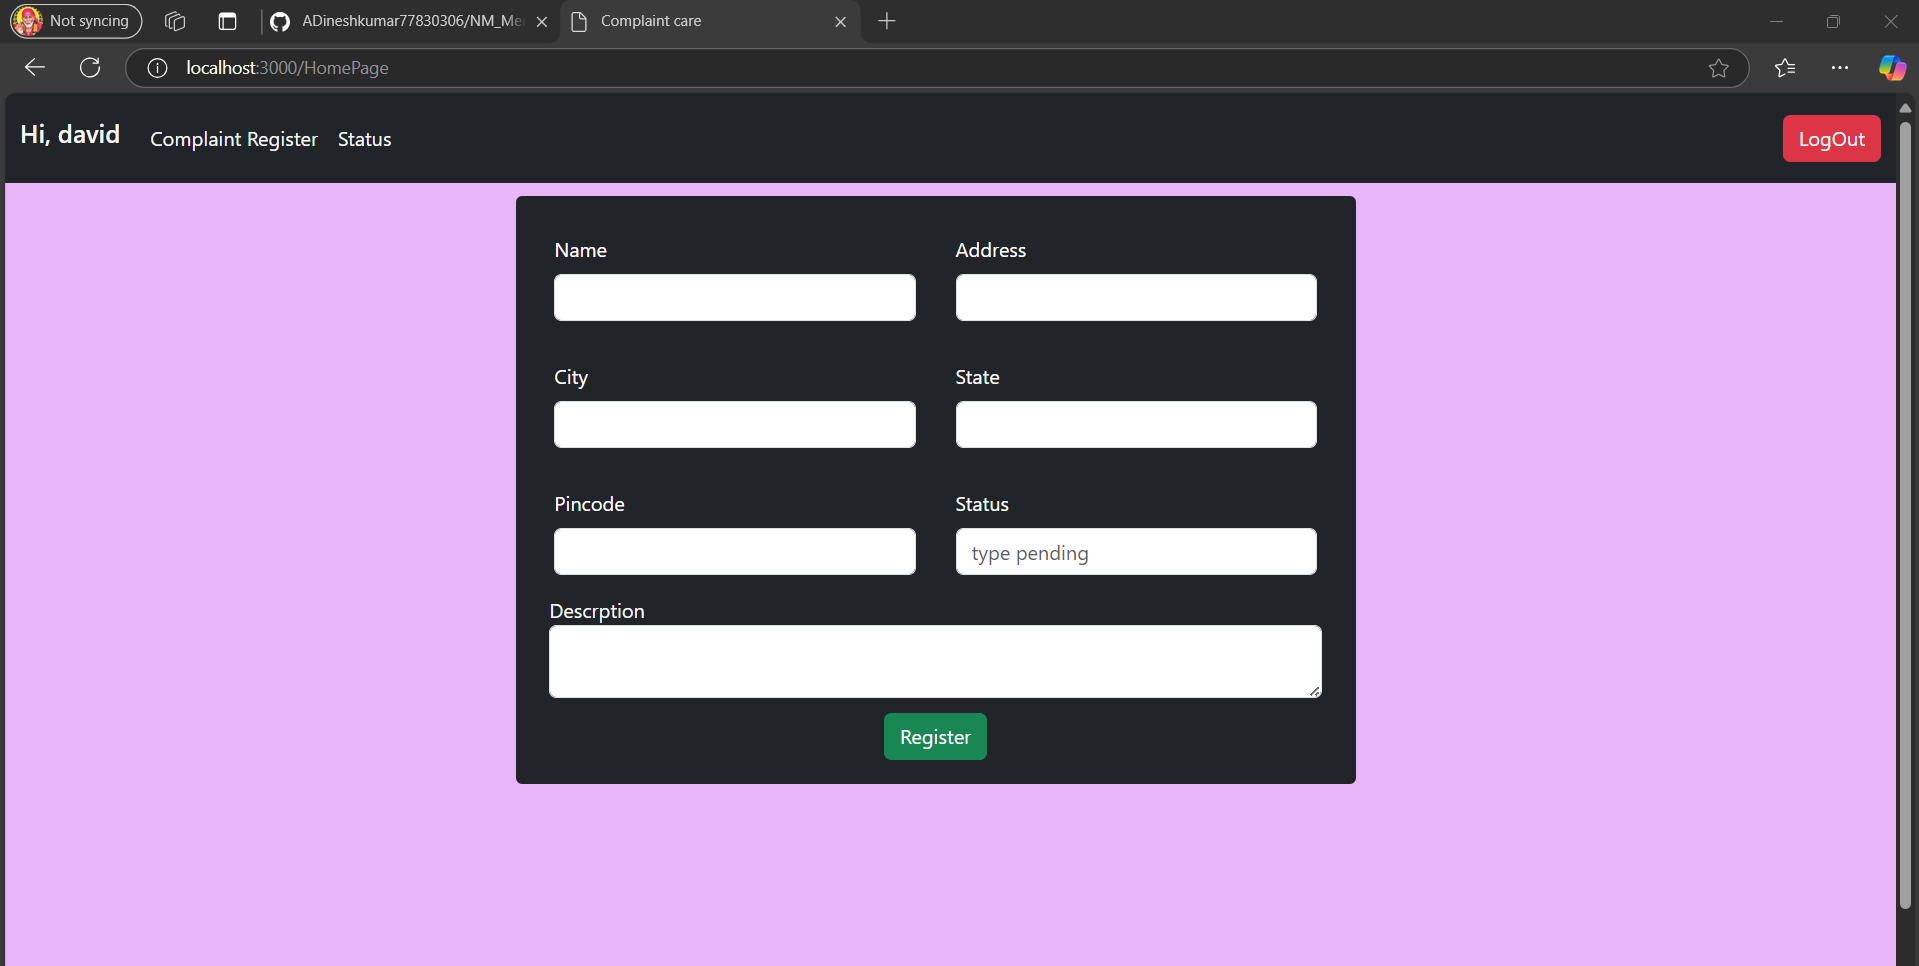 Not syncing
ADineshkumar77830306/NM_Me
Complaint care
localhost:3000/HomePage
Hi, david
Complaint Register
Status
LogOut
Name
Address
City
State
Pincode
Status
type pending
Descrption
Register